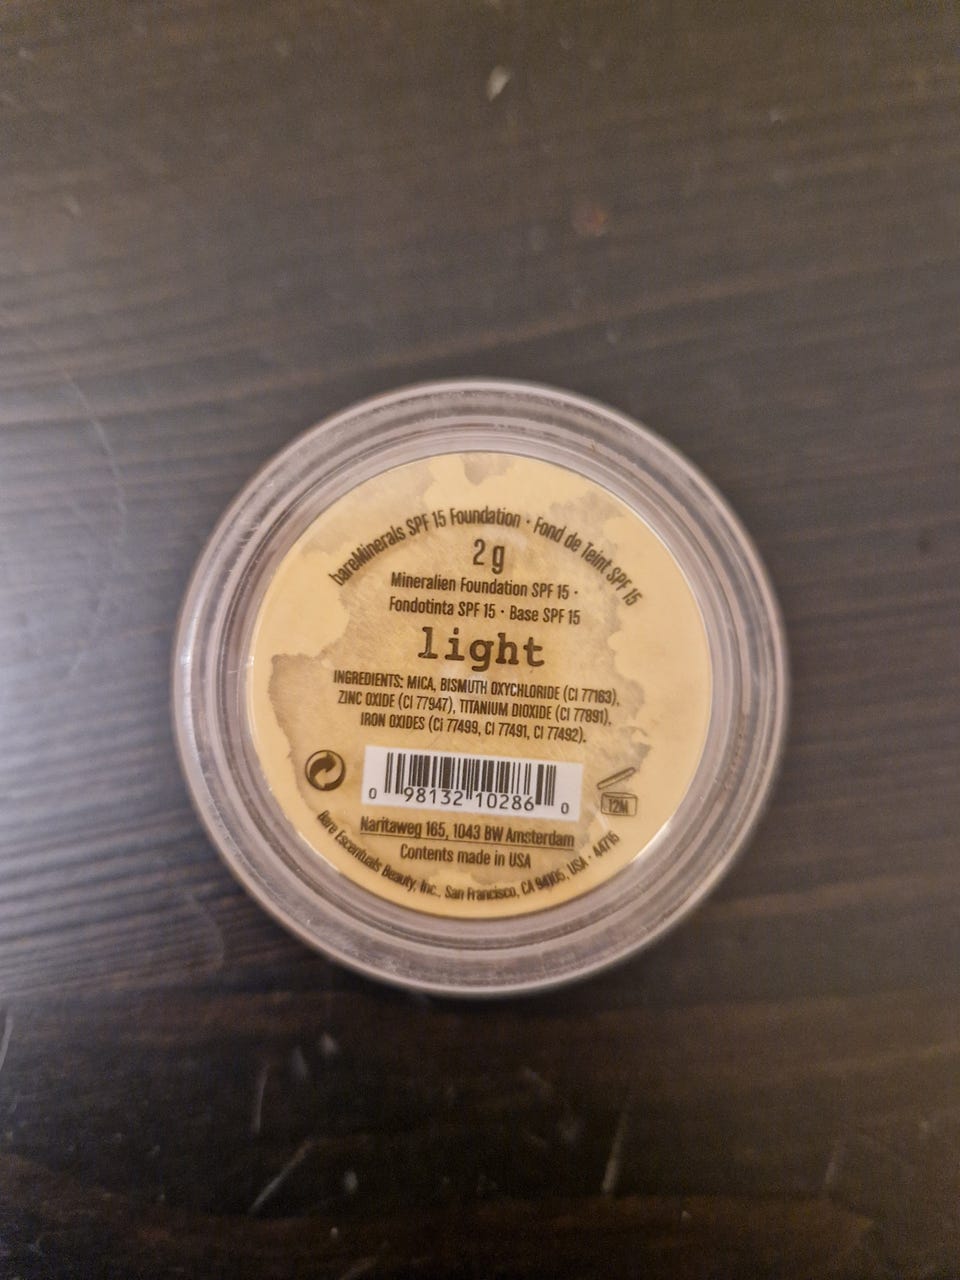 bareMinerals SPF 15 Foundation · Fond de Teint SPF 15
2 g
Mineralien Foundation SPF 15 ·
Fondotinta SPF 15 · Base SPF 15
light
INGREDIENTS: MICA, BISMUTH OXYCHLORIDE (CI 77163),
ZINC OXIDE (CI 77947), TITANIUM DIOXIDE (CI 77891),
IRON OXIDES (CI 77499, CI 77491, CI 77492).
0 98132 10286 0
12M
Naritaweg 165, 1043 BW Amsterdam
Contents made in USA
Bare Escentuals Beauty, Inc., San Francisco, CA 94105, USA · 44716